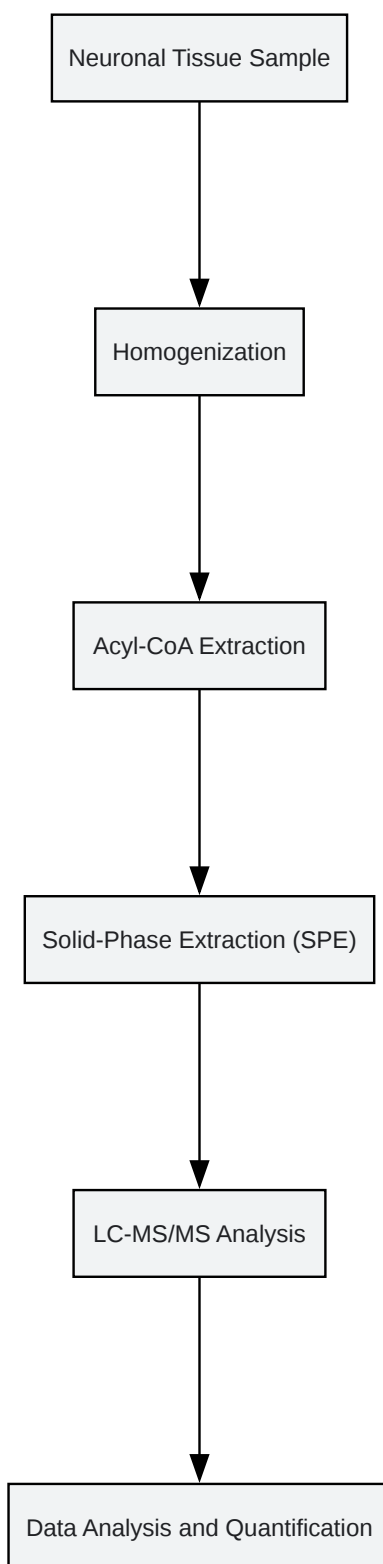 Neuronal Tissue Sample
Homogenization
Acyl-CoA Extraction
Solid-Phase Extraction (SPE)
LC-MS/MS Analysis
Data Analysis and Quantification